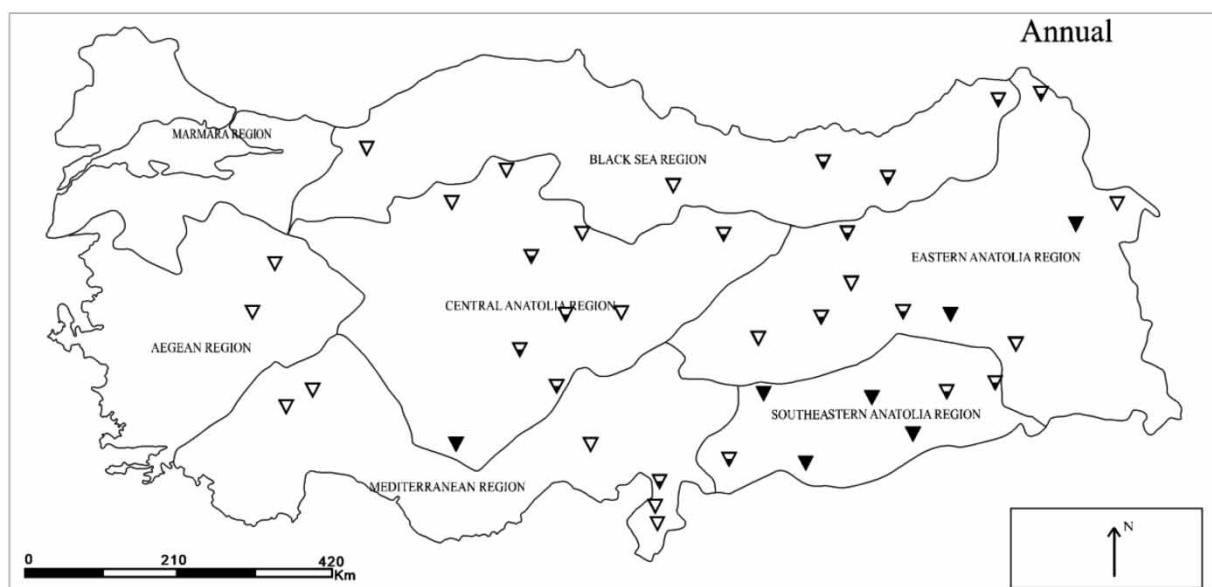 Annual
MARMARA REGION
BLACK SEA REGION
EASTERN ANATOLIA REGION
CENTRAL ANATOLIA REGION
AEGEAN REGION
SOUTHEASTERN ANATOLIA REGION
MEDITERRANEAN REGION
N
0 210 420
Km